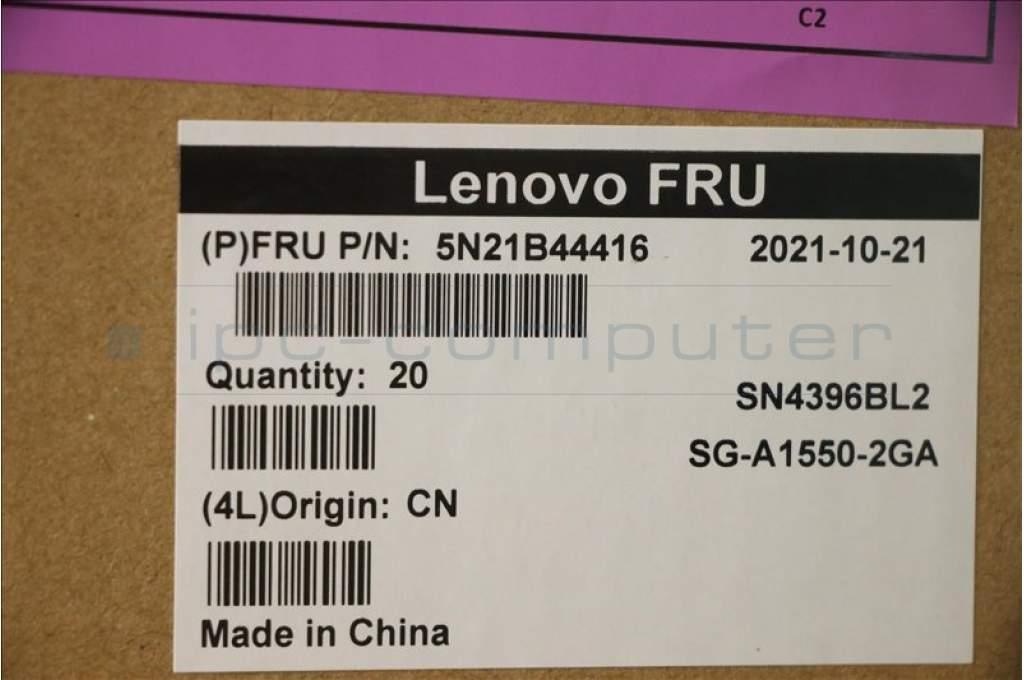 C2
Lenovo FRU
(P)FRU P/N: 5N21B44416 2021-10-21
ipc-computer
Quantity: 20
SN4396BL2
SG-A1550-2GA
(4L)Origin: CN
Made in China